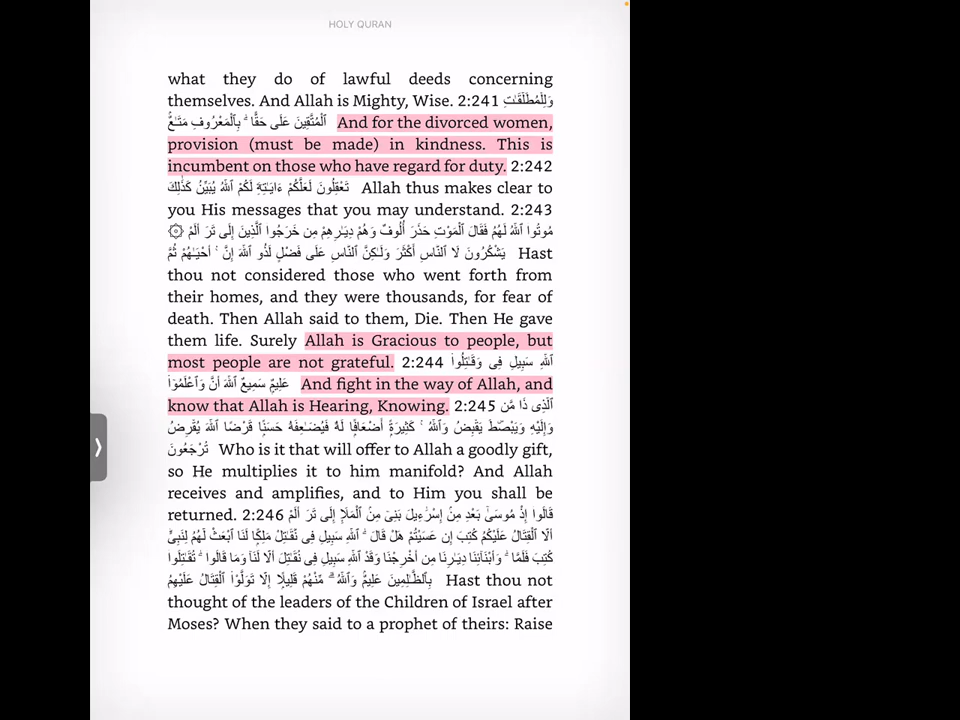 HOLY QURAN
what they do of lawful deeds concerning
themselves. And Allah is Mighty, Wise. 2:241 وَلِلْمُطَلَّقَـٰتِ
ٱلْمُتَّقِينَ عَلَى حَقًّا ۖ بِٱلْمَعْرُوفِ مَتَـٰعٌۢ And for the divorced women,
provision (must be made) in kindness. This is
incumbent on those who have regard for duty. 2:242
تَعْقِلُونَ لَعَلَّكُمْ ءَايَـٰتِهِۦ لَكُمْ ٱللَّهُ يُبَيِّنُ كَذَٰلِكَ Allah thus makes clear to
you His messages that you may understand. 2:243
مُوتُوا۟ ٱللَّهُ لَهُمُ فَقَالَ ٱلْمَوْتِ حَذَرَ أُلُوفٌ وَهُمْ دِيَـٰرِهِمْ مِن خَرَجُوا۟ ٱلَّذِينَ إِلَى تَرَ أَلَمْ ۞
يَشْكُرُونَ لَا ٱلنَّاسِ أَكْثَرَ وَلَـٰكِنَّ ٱلنَّاسِ عَلَى فَضْلٍ لَذُو ٱللَّهَ إِنَّ ۚ أَحْيَـٰهُمْ ثُمَّ Hast
thou not considered those who went forth from
their homes, and they were thousands, for fear of
death. Then Allah said to them, Die. Then He gave
them life. Surely Allah is Gracious to people, but
most people are not grateful. 2:244 ٱللَّهِ سَبِيلِ فِى وَقَـٰتِلُوا۟
عَلِيمٌ سَمِيعٌ ٱللَّهَ أَنَّ وَٱعْلَمُوٓا۟ And fight in the way of Allah, and
know that Allah is Hearing, Knowing. 2:245 ٱلَّذِى ذَا مَّن
وَإِلَيْهِ وَيَبْصُۜطُ يَقْبِضُ وَٱللَّهُ ۚ كَثِيرَةً أَضْعَافًا لَهُۥٓ فَيُضَـٰعِفَهُۥ حَسَنًا قَرْضًا ٱللَّهَ يُقْرِضُ
تُرْجَعُونَ Who is it that will offer to Allah a goodly gift,
so He multiplies it to him manifold? And Allah
receives and amplifies, and to Him you shall be
returned. 2:246 قَالُوا۟ إِذْ مُوسَىٰٓ بَعْدِ مِنۢ إِسْرَٰٓءِيلَ بَنِىٓ مِنۢ ٱلْمَلَإِ إِلَى تَرَ أَلَمْ
أَلَّا ٱلْقِتَالُ عَلَيْكُمُ كُتِبَ إِن عَسَيْتُمْ هَلْ قَالَ ۖ ٱللَّهِ سَبِيلِ فِى نُّقَـٰتِلْ مَلِكًا لَنَا ٱبْعَثْ لَهُمُ لِنَبِىٍّ
كُتِبَ فَلَمَّا ۖ وَأَبْنَآئِنَا دِيَـٰرِنَا مِن أُخْرِجْنَا وَقَدْ ٱللَّهِ سَبِيلِ فِى نُقَـٰتِلَ أَلَّا لَنَآ وَمَا قَالُوا۟ ۖ تُقَـٰتِلُوا۟
بِٱلظَّـٰلِمِينَ عَلِيمٌۢ وَٱللَّهُ ۗ مِّنْهُمْ قَلِيلًا إِلَّا تَوَلَّوْا۟ ٱلْقِتَالُ عَلَيْهِمُ Hast thou not
thought of the leaders of the Children of Israel after
Moses? When they said to a prophet of theirs: Raise